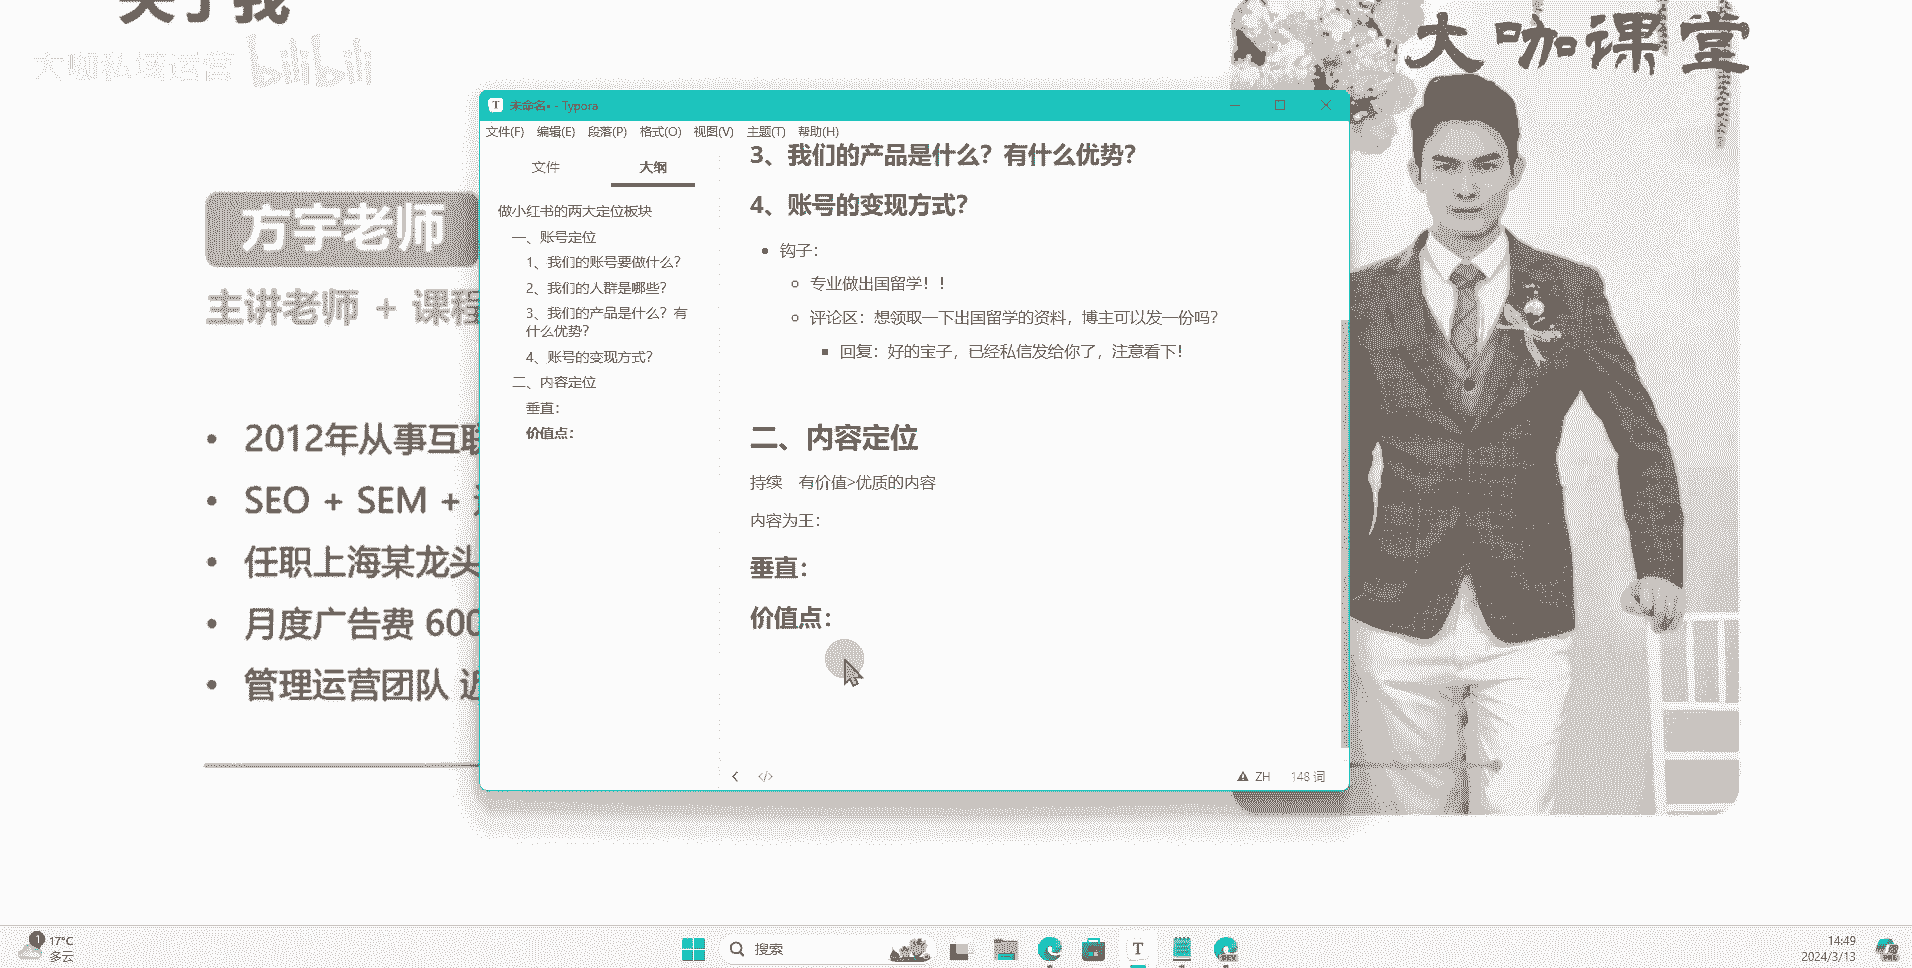 关于我
大咖私域运营 bilibili
大咖课堂
方宇老师
主讲老师 + 课程
2012年从事互联
SEO + SEM +
任职上海某龙头
月度广告费 600
管理运营团队 近
未命名• - Typora
文件(F) 编辑(E) 段落(P) 格式(O) 视图(V) 主题(T) 帮助(H)
文件 大纲
做小红书的两大定位板块
一、账号定位
1、我们的账号要做什么？
2、我们的人群是哪些？
3、我们的产品是什么？有
什么优势？
4、账号的变现方式？
二、内容定位
垂直：
价值点：
3、我们的产品是什么？有什么优势？
4、账号的变现方式？
钩子：
专业做出国留学！！
评论区：想领取一下出国留学的资料，博主可以发一份吗？
回复：好的宝子，已经私信发给你了，注意看下！
二、内容定位
持续 有价值>优质的内容
内容为王：
垂直：
价值点：
ZH 148 词
1
17°C
多云
搜索
T
14:49
2024/3/13